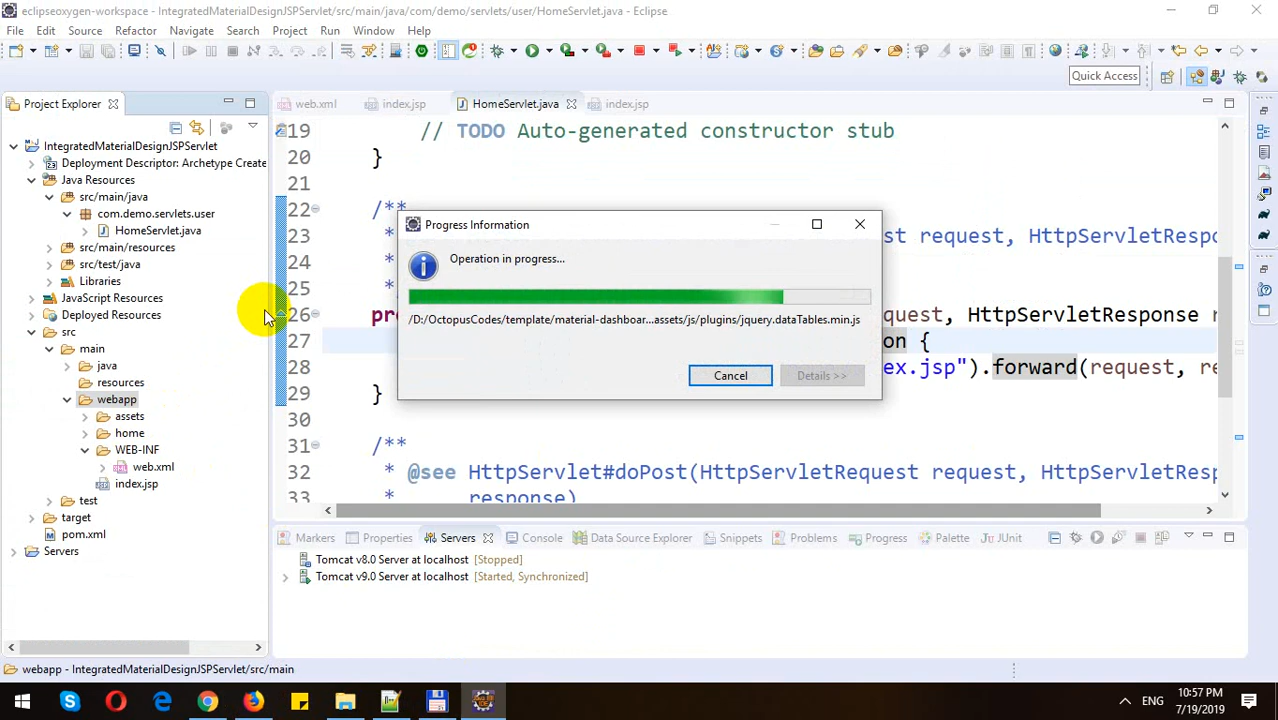 eclipseoxygen-workspace - IntegratedMaterialDesignJSPServlet/src/main/java/com/demo/servlets/user/HomeServlet.java - Eclipse
File Edit Source Refactor Navigate Search Project Run Window Help
Quick Access
Project Explorer
web.xml
index.jsp
HomeServlet.java
index.jsp
IntegratedMaterialDesignJSPServlet
Deployment Descriptor: Archetype Create
Java Resources
src/main/java
com.demo.servlets.user
HomeServlet.java
src/main/resources
src/test/java
Libraries
JavaScript Resources
Deployed Resources
src
main
java
resources
webapp
assets
home
WEB-INF
web.xml
index.jsp
test
target
pom.xml
Servers
19 // TODO Auto-generated constructor stub
20 }
21
22 /**
23 * st request, HttpServletResp
24 *
25 *
26 pr quest, HttpServletResponse r
27 on {
28 ex.jsp").forward(request, re
29 }
30
31 /**
32 * @see HttpServlet#doPost(HttpServletRequest request, HttpServletResp
33 * response)
Progress Information
Operation in progress...
/D:/OctopusCodes/template/material-dashboar...assets/js/plugins/jquery.dataTables.min.js
Cancel
Details >>
Markers
Properties
Servers
Console
Data Source Explorer
Snippets
Problems
Progress
Palette
JUnit
Tomcat v8.0 Server at localhost [Stopped]
Tomcat v9.0 Server at localhost [Started, Synchronized]
webapp - IntegratedMaterialDesignJSPServlet/src/main
ENG
10:57 PM
7/19/2019